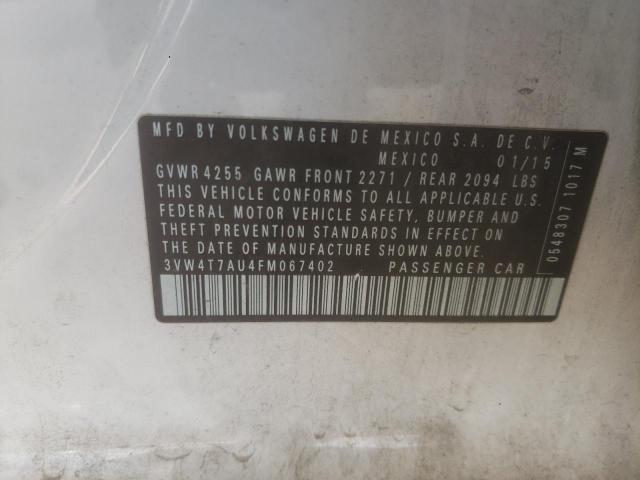 MFD BY VOLKSWAGEN DE MEXICO S.A. DE C.V.
MEXICO 01/15
GVWR 4255 GAWR FRONT 2271 / REAR 2094 LBS
THIS VEHICLE CONFORMS TO ALL APPLICABLE U.S.
FEDERAL MOTOR VEHICLE SAFETY, BUMPER AND
THEFT PREVENTION STANDARDS IN EFFECT ON THE
DATE OF MANUFACTURE SHOWN ABOVE.
3VW4T7AU4FM067402 PASSENGER CAR
0548307 1017 M